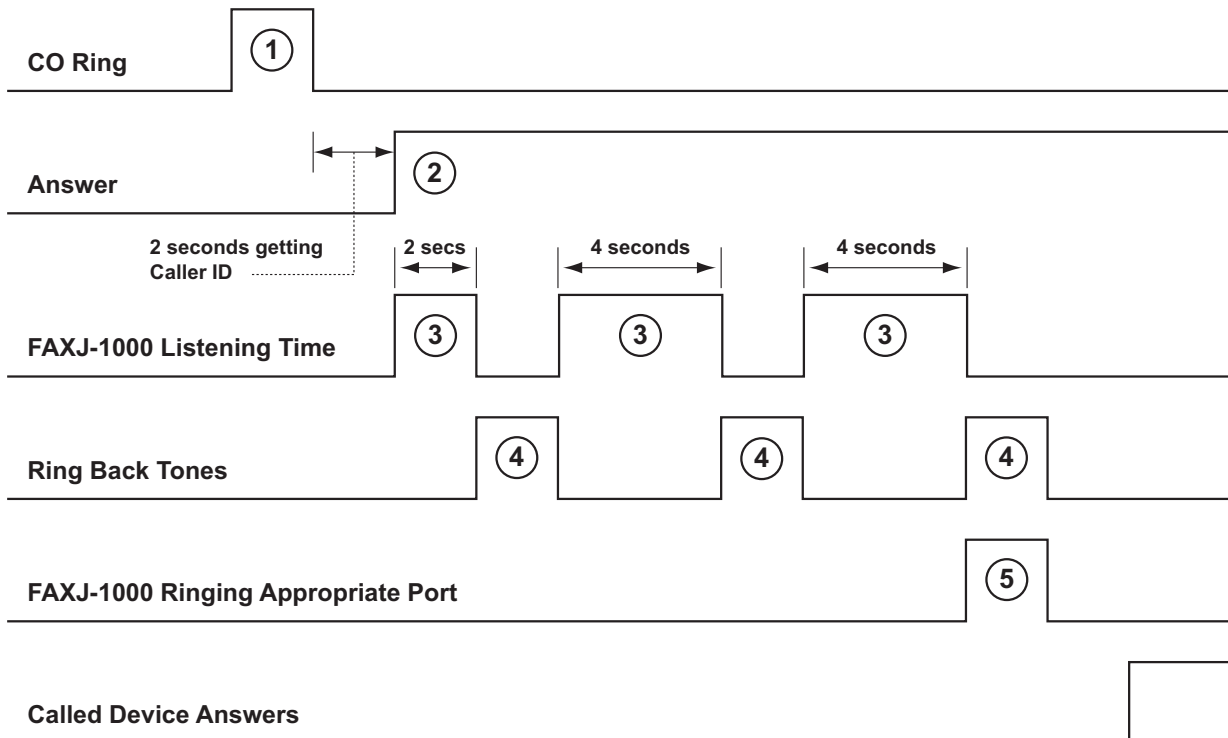 CO Ring
1
Answer
2
2 seconds getting
Caller ID
2 secs
4 seconds
4 seconds
FAXJ-1000 Listening Time
3
3
3
Ring Back Tones
4
4
4
FAXJ-1000 Ringing Appropriate Port
5
Called Device Answers